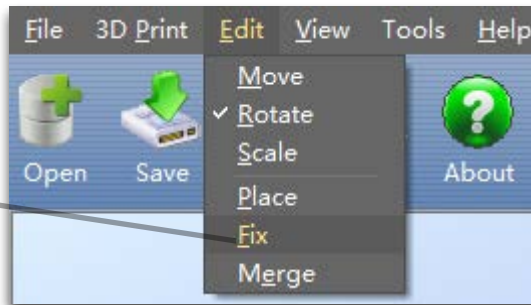 File 3D Print Edit View Tools Help
Move
Rotate
Scale
Place
Fix
Merge
Open Save About